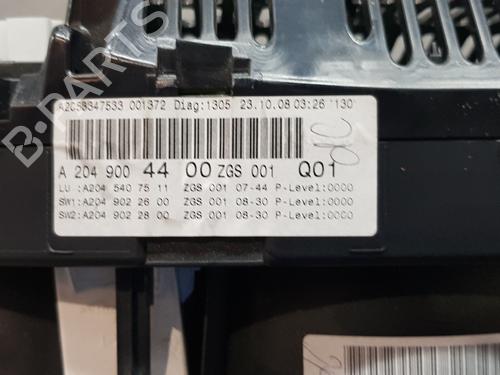 A2C53347533 001372 Diag:1305 23.10.08 03:26 '130'
A 204 900 44 00 ZGS 001 Q01
LU :A204 540 75 11 ZGS 001 07-44 P-Level:0000
SW1:A204 902 26 00 ZGS 001 08-30 P-Level:0000
SW2:A204 902 28 00 ZGS 001 08-30 P-Level:0000
B-PARTS